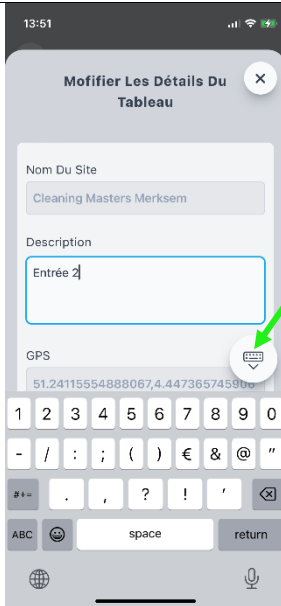 13:51
Mofifier Les Détails Du
Tableau
Nom Du Site
Cleaning Masters Merksem
Description
Entrée 2
GPS
51.24115554888067,4.447365745906
1 2 3 4 5 6 7 8 9 0
- / : ; ( ) € & @ "
#+= . , ? ! '
ABC space return